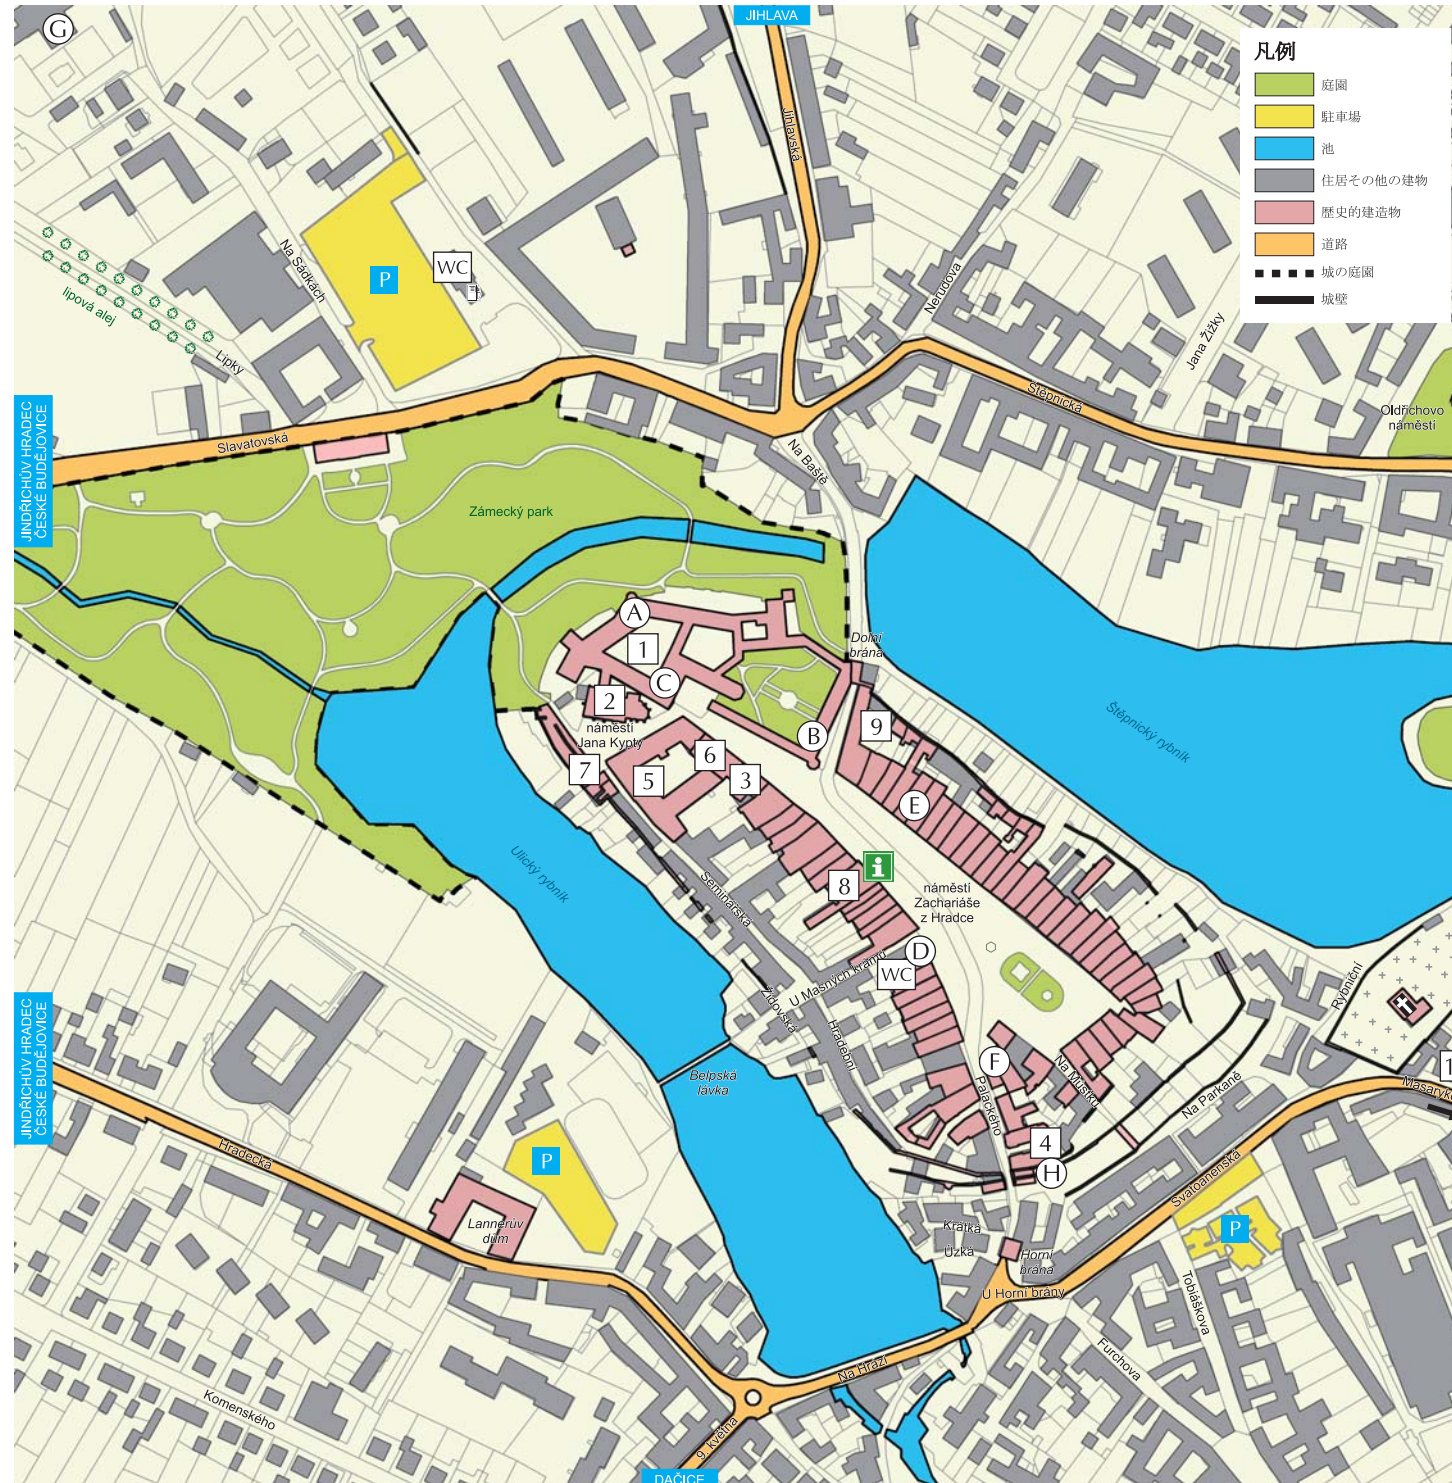 G
JIHLAVA
凡例
庭園
駐車場
池
住居その他の建物
歴史的建造物
道路
城の庭園
城壁
Jihlavská
Na Sádkách
P
WC
lipová alej
Lipky
Nerudova
Jana Žižky
Štěpnická
Oldřichovo
náměstí
JINDŘICHŮV HRADEC
ČESKÉ BUDĚJOVICE
Slavatovská
Na Baště
Zámecký park
A
1
C
2
Dolní
brána
náměstí
Jana Kypty
B
9
6
7
5
3
E
Štěpnický rybník
Ulický rybník
Seminářská
8
i
náměstí
Zachariáše
z Hradce
D
WC
U Masných krámů
Židovská
Hradební
Rybniční
JINDŘICHŮV HRADEC
ČESKÉ BUDĚJOVICE
Belpská
lávka
F
Palackého
Na Můstku
Na Parkaně
1
4
H
Hradecká
P
Svatoanenská
P
Lannerův
dům
Krátká
Úzká
Horní
brána
U Horní brány
Tobiáškova
Furchova
Na Hrázi
Komenského
9. května
DAČICE